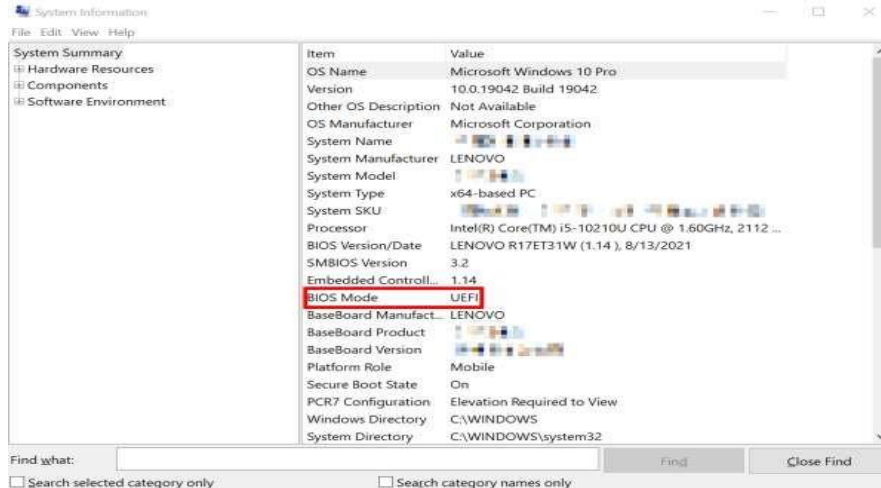 System Information
File Edit View Help
System Summary
Hardware Resources
Components
Software Environment
Item Value
OS Name Microsoft Windows 10 Pro
Version 10.0.19042 Build 19042
Other OS Description Not Available
OS Manufacturer Microsoft Corporation
System Name
System Manufacturer LENOVO
System Model
System Type x64-based PC
System SKU
Processor Intel(R) Core(TM) i5-10210U CPU @ 1.60GHz, 2112 ...
BIOS Version/Date LENOVO R17ET31W (1.14 ), 8/13/2021
SMBIOS Version 3.2
Embedded Controll... 1.14
BIOS Mode UEFI
BaseBoard Manufact... LENOVO
BaseBoard Product
BaseBoard Version
Platform Role Mobile
Secure Boot State On
PCR7 Configuration Elevation Required to View
Windows Directory C:\WINDOWS
System Directory C:\WINDOWS\system32
Find what: Find Close Find
Search selected category only Search category names only